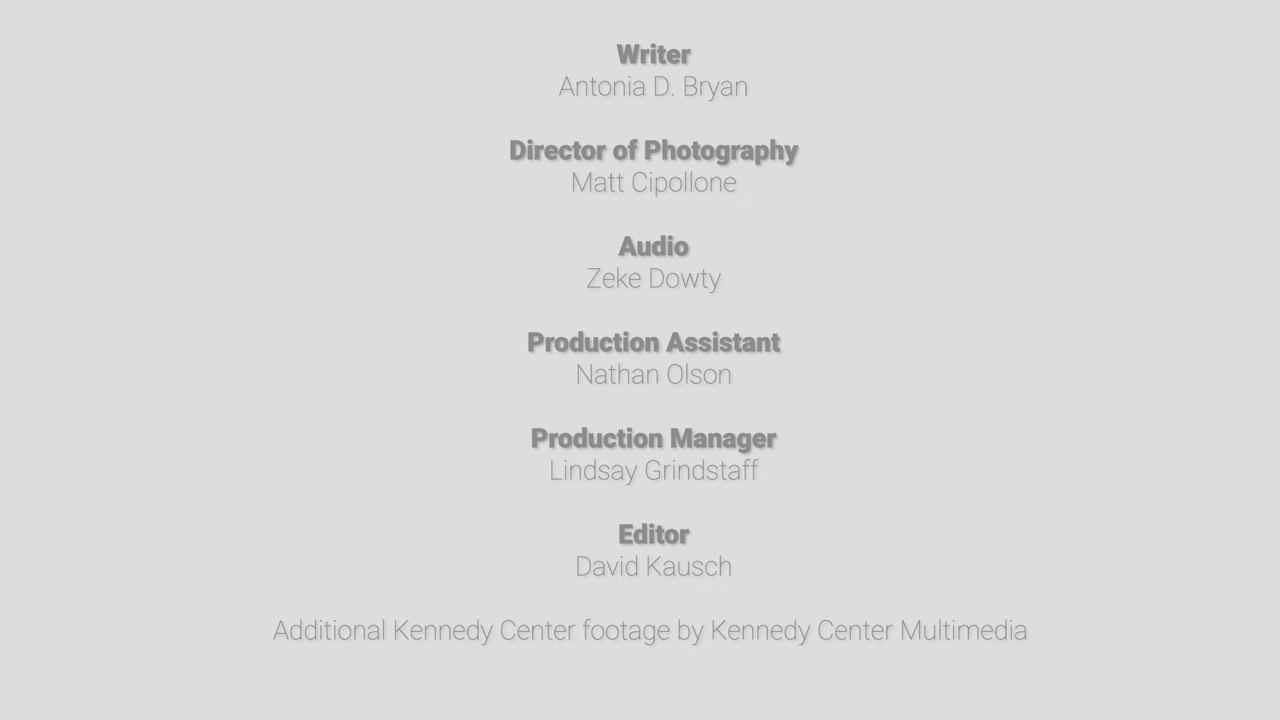 Writer
Antonia D. Bryan
Director of Photography
Matt Cipollone
Audio
Zeke Dowty
Production Assistant
Nathan Olson
Production Manager
Lindsay Grindstaff
Editor
David Kausch
Additional Kennedy Center footage by Kennedy Center Multimedia